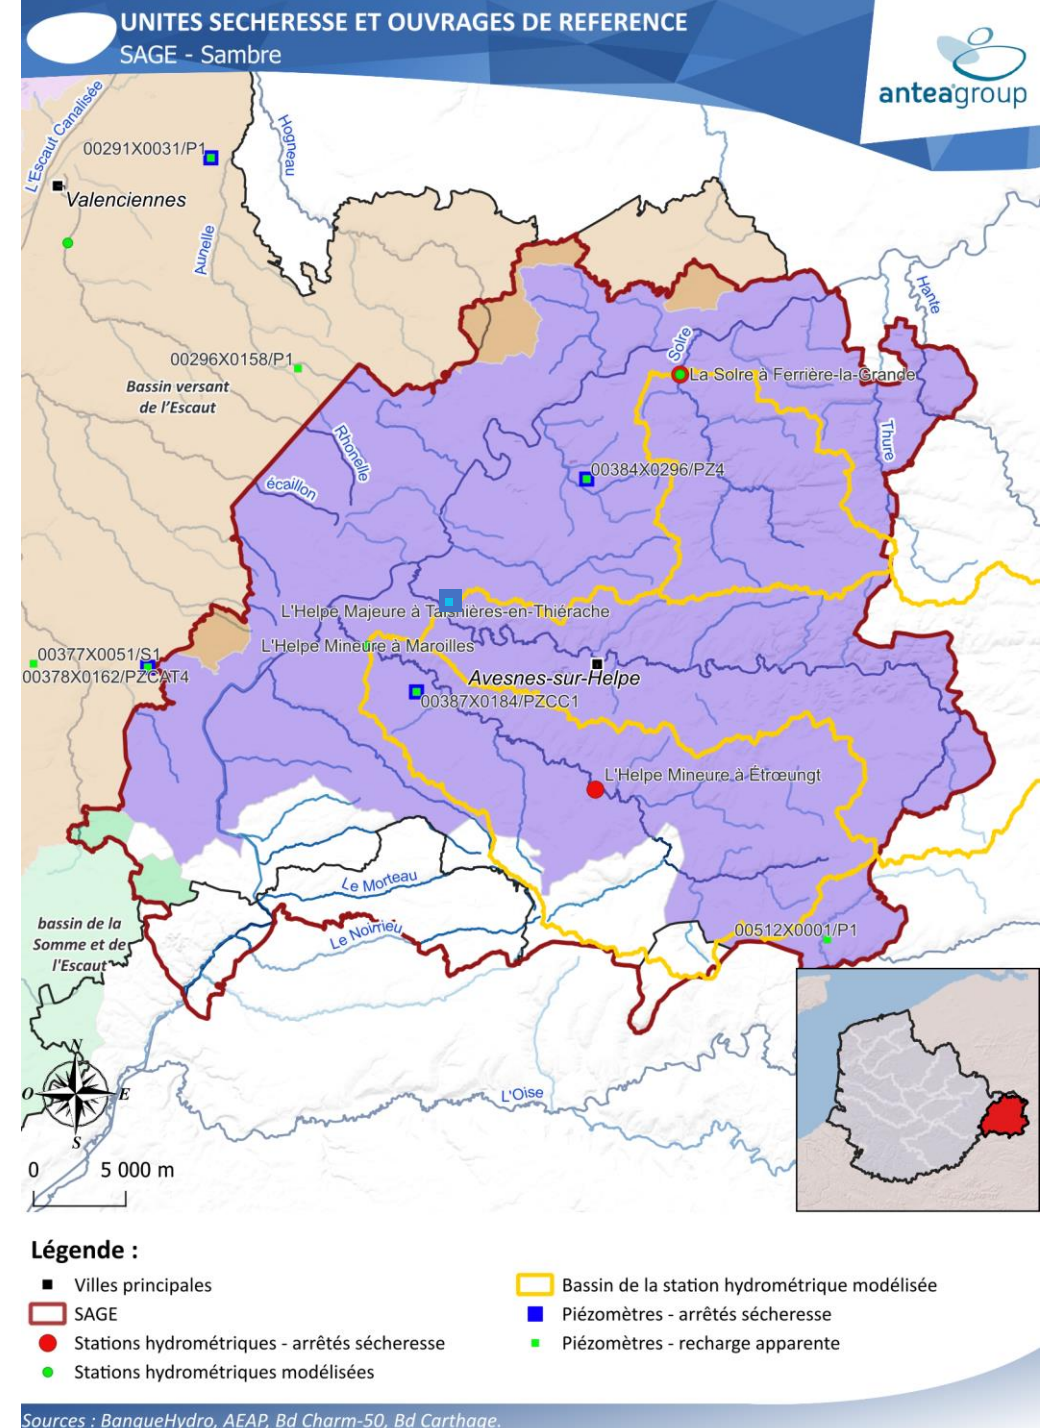 UNITES SECHERESSE ET OUVRAGES DE REFERENCE
SAGE - Sambre
anteagroup
L'Escaut Canalisée
Hogneau
00291X0031/P1
Valenciennes
Aunelle
Hante
Solre
00296X0158/P1
La Solre à Ferrière-la-Grande
Bassin versant
de l'Escaut
Rhonelle
Thure
écaillon
00384X0296/PZ4
L'Helpe Majeure à Taisnières-en-Thiérache
L'Helpe Mineure à Maroilles
00377X0051/S1
00378X0162/PZCAT4
Avesnes-sur-Helpe
00387X0184/PZCC1
L'Helpe Mineure à Étrœungt
Le Morteau
bassin de la
Somme et de
l'Escaut
Le Noirrieu
00512X0001/P1
N
O
E
S
L'Oise
0 5 000 m
Légende :
Villes principales
SAGE
Stations hydrométriques - arrêtés sécheresse
Stations hydrométriques modélisées
Bassin de la station hydrométrique modélisée
Piézomètres - arrêtés sécheresse
Piézomètres - recharge apparente
Sources : BanqueHydro, AEAP, Bd Charm-50, Bd Carthage.